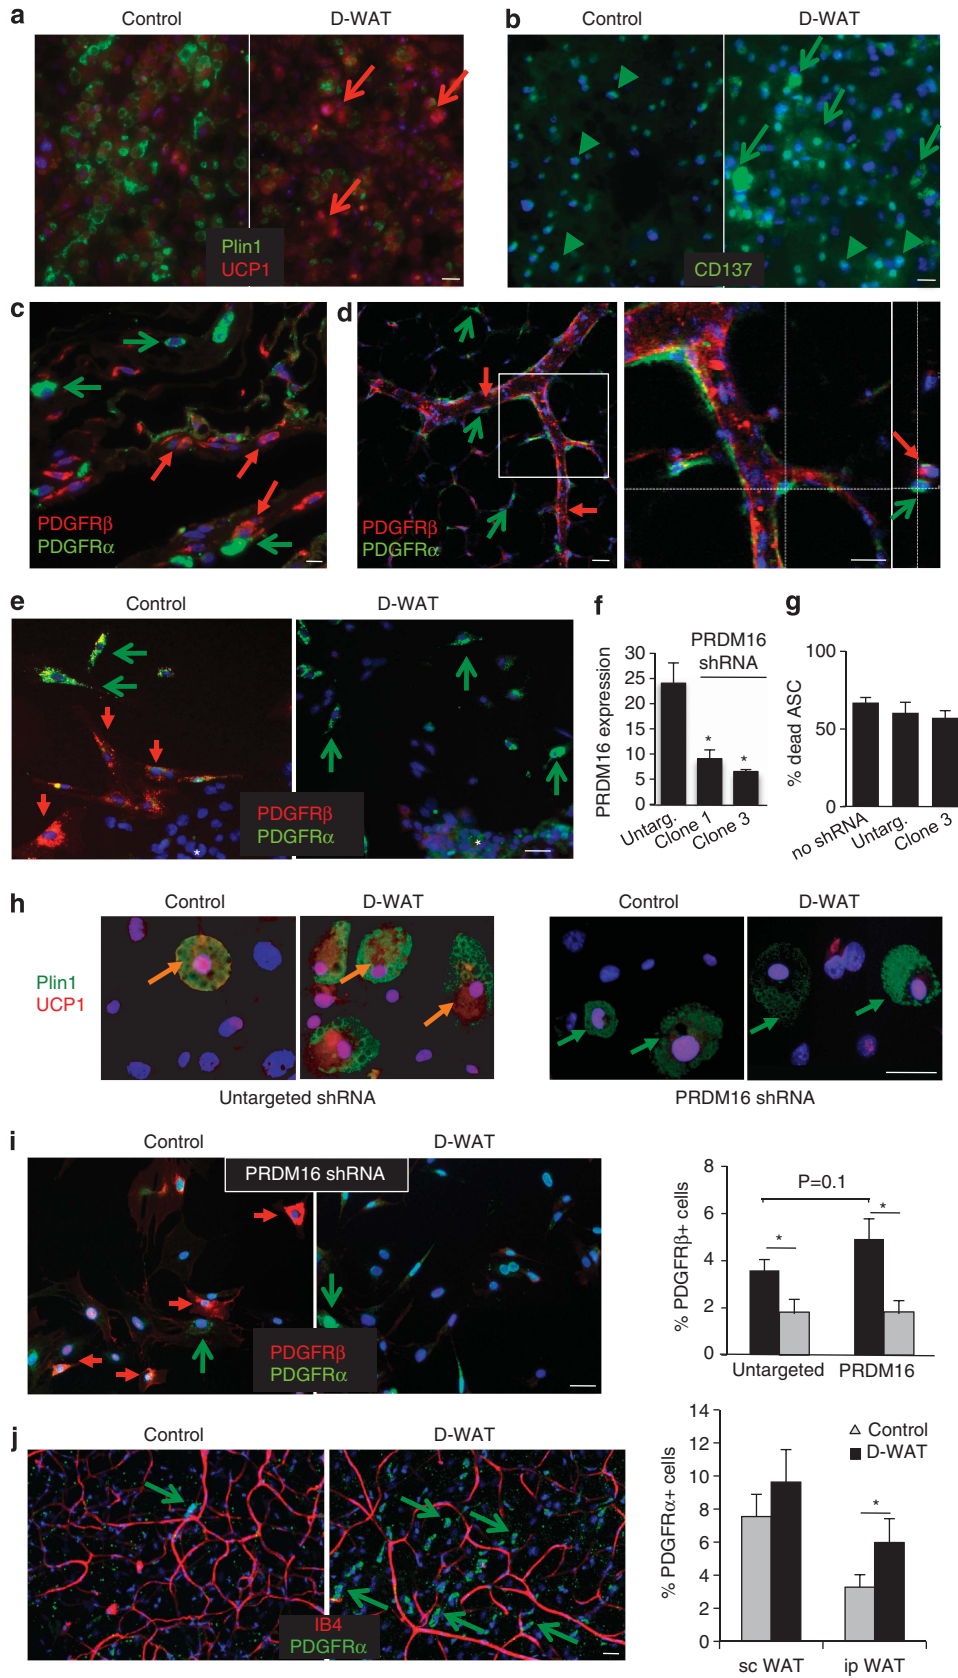 a
Control
D-WAT
Plin1
UCP1
b
Control
D-WAT
CD137
c
PDGFRβ
PDGFRα
d
PDGFRβ
PDGFRα
e
Control
D-WAT
PDGFRβ
PDGFRα
*
*
f
PRDM16
shRNA
PRDM16 expression
30
25
20
15
10
5
0
*
*
Untarg.
Clone 1
Clone 3
g
% dead ASC
100
50
0
no shRNA
Untarg.
Clone 3
h
Control
D-WAT
Control
D-WAT
Plin1
UCP1
Untargeted shRNA
PRDM16 shRNA
i
Control
D-WAT
PRDM16 shRNA
PDGFRβ
PDGFRα
% PDGFRβ+ cells
8
6
4
2
0
P=0.1
*
*
Untargeted
PRDM16
j
Control
D-WAT
IB4
PDGFRα
% PDGFRα+ cells
14
12
10
8
6
4
2
0
Control
D-WAT
*
sc WAT
ip WAT